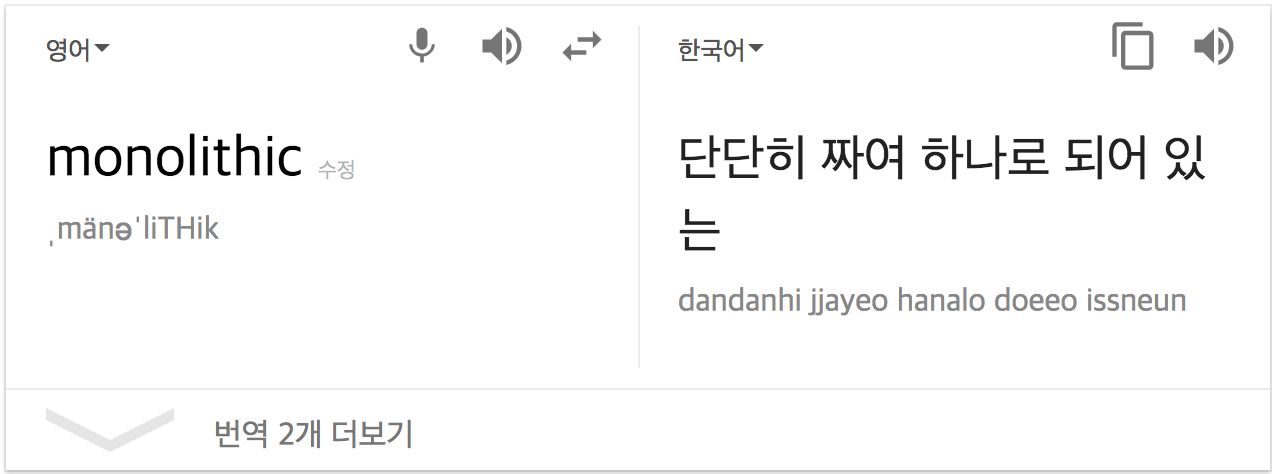 영어
한국어
monolithic 수정
ˌmänəˈliTHik
단단히 짜여 하나로 되어 있
는
dandanhi jjayeo hanalo doeeo issneun
번역 2개 더보기